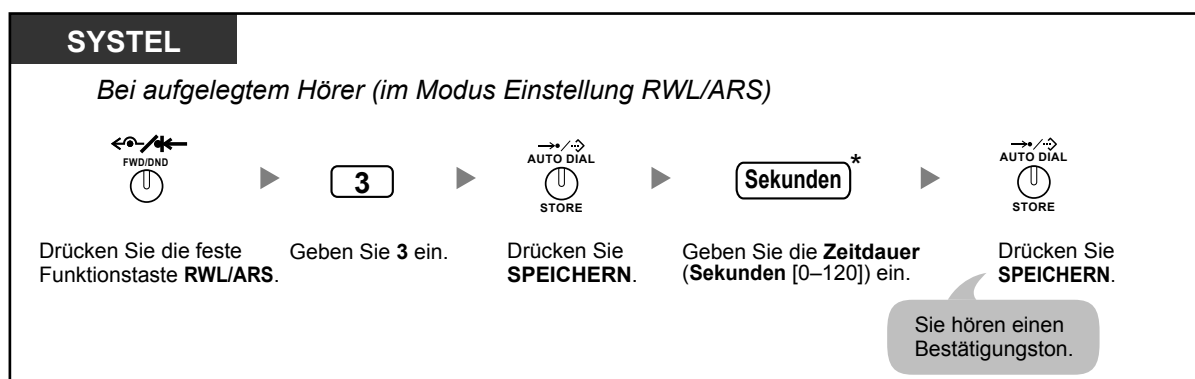 SYSTEL
Bei aufgelegtem Hörer (im Modus Einstellung RWL/ARS)
FWD/DND
3
AUTO DIAL
STORE
Sekunden*
AUTO DIAL
STORE
Drücken Sie die feste
Funktionstaste RWL/ARS.
Geben Sie 3 ein.
Drücken Sie
SPEICHERN.
Geben Sie die Zeitdauer
(Sekunden [0–120]) ein.
Drücken Sie
SPEICHERN.
Sie hören einen
Bestätigungston.